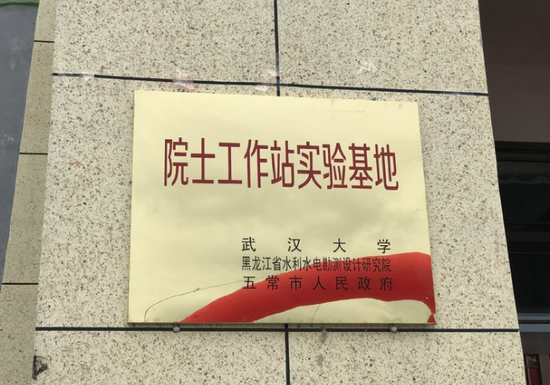 院士工作站实验基地
武汉大学
黑龙江省水利水电勘测设计研究院
五常市人民政府